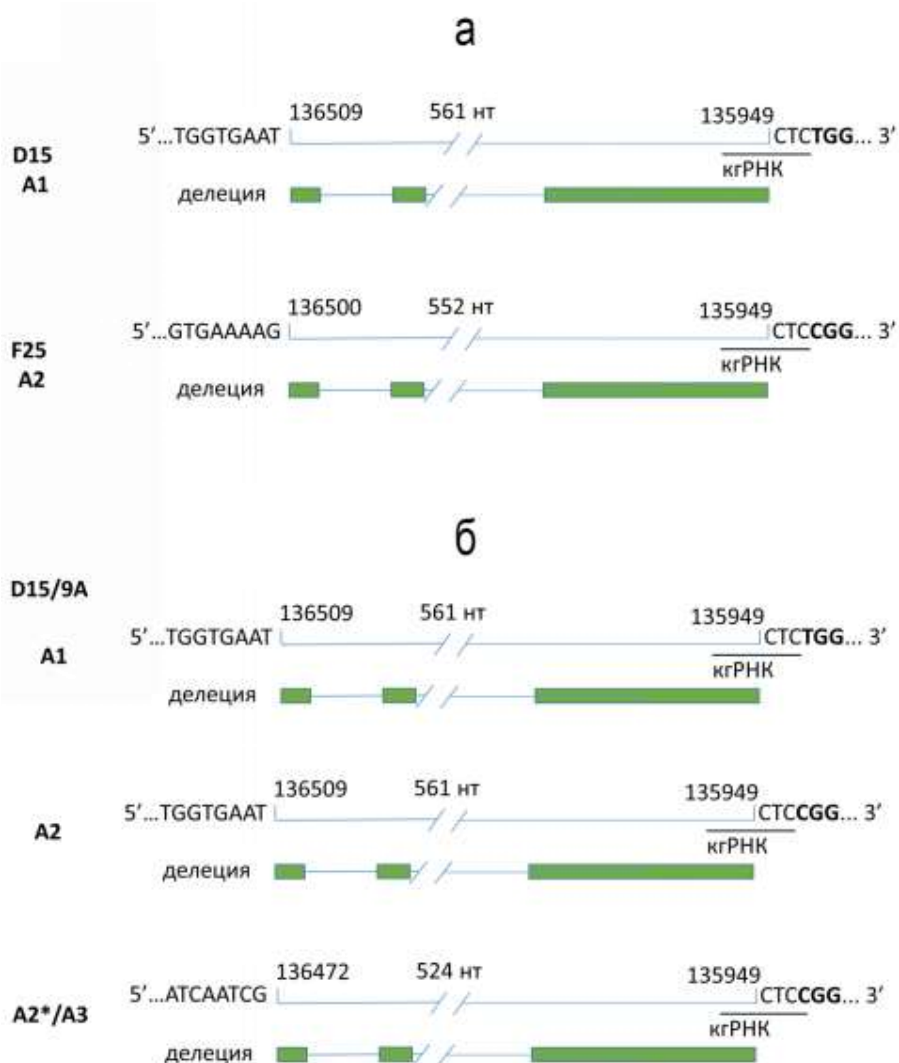 а
136509 561 нт 135949
5'...TGGTGAAT CTCTGG... 3'
D15
A1
кгРНК
делеция
136500 552 нт 135949
5'...GTGAAAAG CTCCGG... 3'
F25
A2
кгРНК
делеция
б
D15/9A
136509 561 нт 135949
5'...TGGTGAAT CTCTGG... 3'
A1
кгРНК
делеция
136509 561 нт 135949
5'...TGGTGAAT CTCCGG... 3'
A2
кгРНК
делеция
136472 524 нт 135949
5'...ATCAATCG CTCCGG... 3'
A2*/A3
кгРНК
делеция